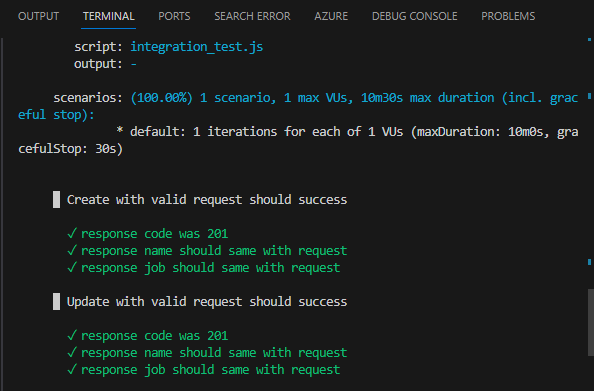 OUTPUT TERMINAL PORTS SEARCH ERROR AZURE DEBUG CONSOLE PROBLEMS
script: integration_test.js
output: -
scenarios: (100.00%) 1 scenario, 1 max VUs, 10m30s max duration (incl. grac
eful stop):
* default: 1 iterations for each of 1 VUs (maxDuration: 10m0s, gra
cefulStop: 30s)
█ Create with valid request should success
✓ response code was 201
✓ response name should same with request
✓ response job should same with request
█ Update with valid request should success
✓ response code was 201
✓ response name should same with request
✓ response job should same with request